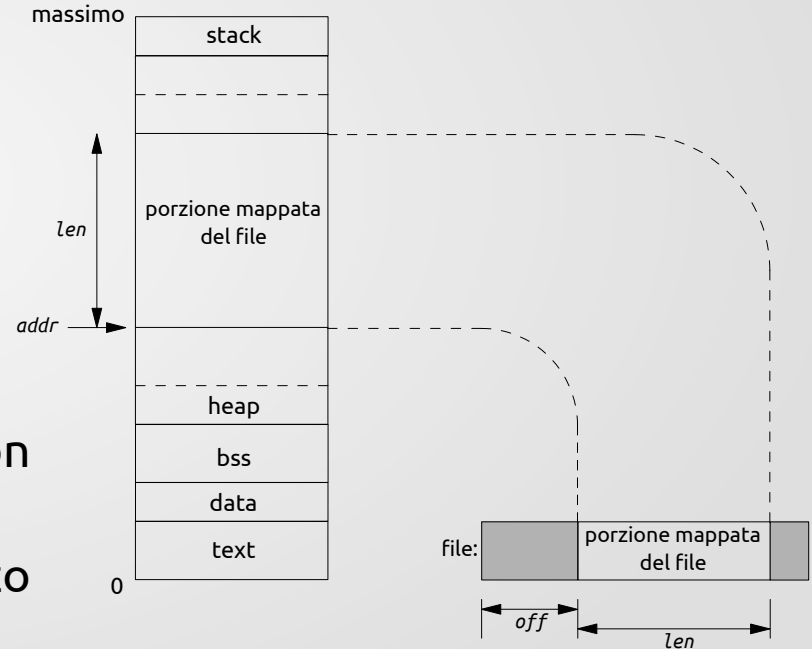 massimo
stack
porzione mappata
del file
len
addr
heap
bss
data
text
0
file:
porzione mappata
del file
off
len